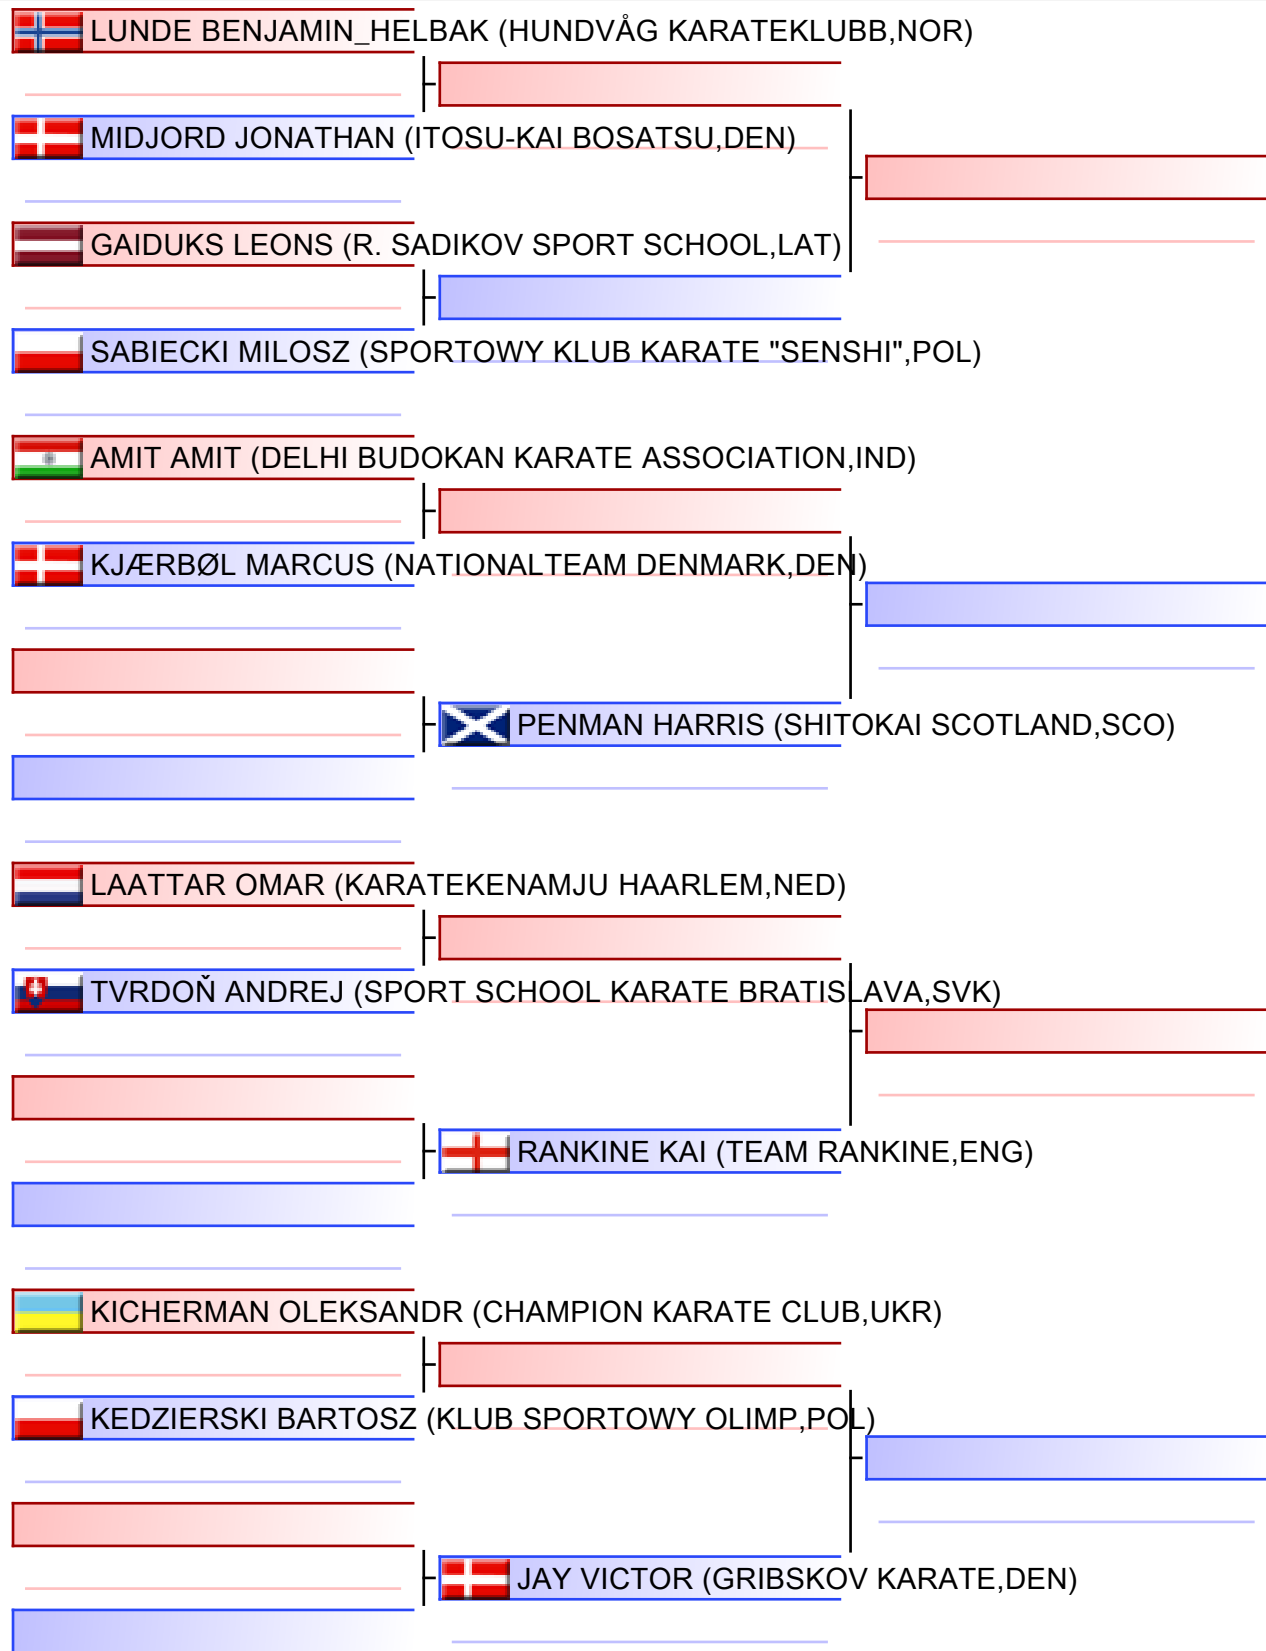 LUNDE BENJAMIN_HELBAK (HUNDVÅG KARATEKLUBB,NOR)
MIDJORD JONATHAN (ITOSU-KAI BOSATSU,DEN)
GAIDUKS LEONS (R. SADIKOV SPORT SCHOOL,LAT)
SABIECKI MILOSZ (SPORTOWY KLUB KARATE "SENSHI",POL)
AMIT AMIT (DELHI BUDOKAN KARATE ASSOCIATION,IND)
KJÆRBØL MARCUS (NATIONALTEAM DENMARK,DEN)
PENMAN HARRIS (SHITOKAI SCOTLAND,SCO)
LAATTAR OMAR (KARATEKENAMJU HAARLEM,NED)
TVRDOŇ ANDREJ (SPORT SCHOOL KARATE BRATISLAVA,SVK)
RANKINE KAI (TEAM RANKINE,ENG)
KICHERMAN OLEKSANDR (CHAMPION KARATE CLUB,UKR)
KEDZIERSKI BARTOSZ (KLUB SPORTOWY OLIMP,POL)
JAY VICTOR (GRIBSKOV KARATE,DEN)